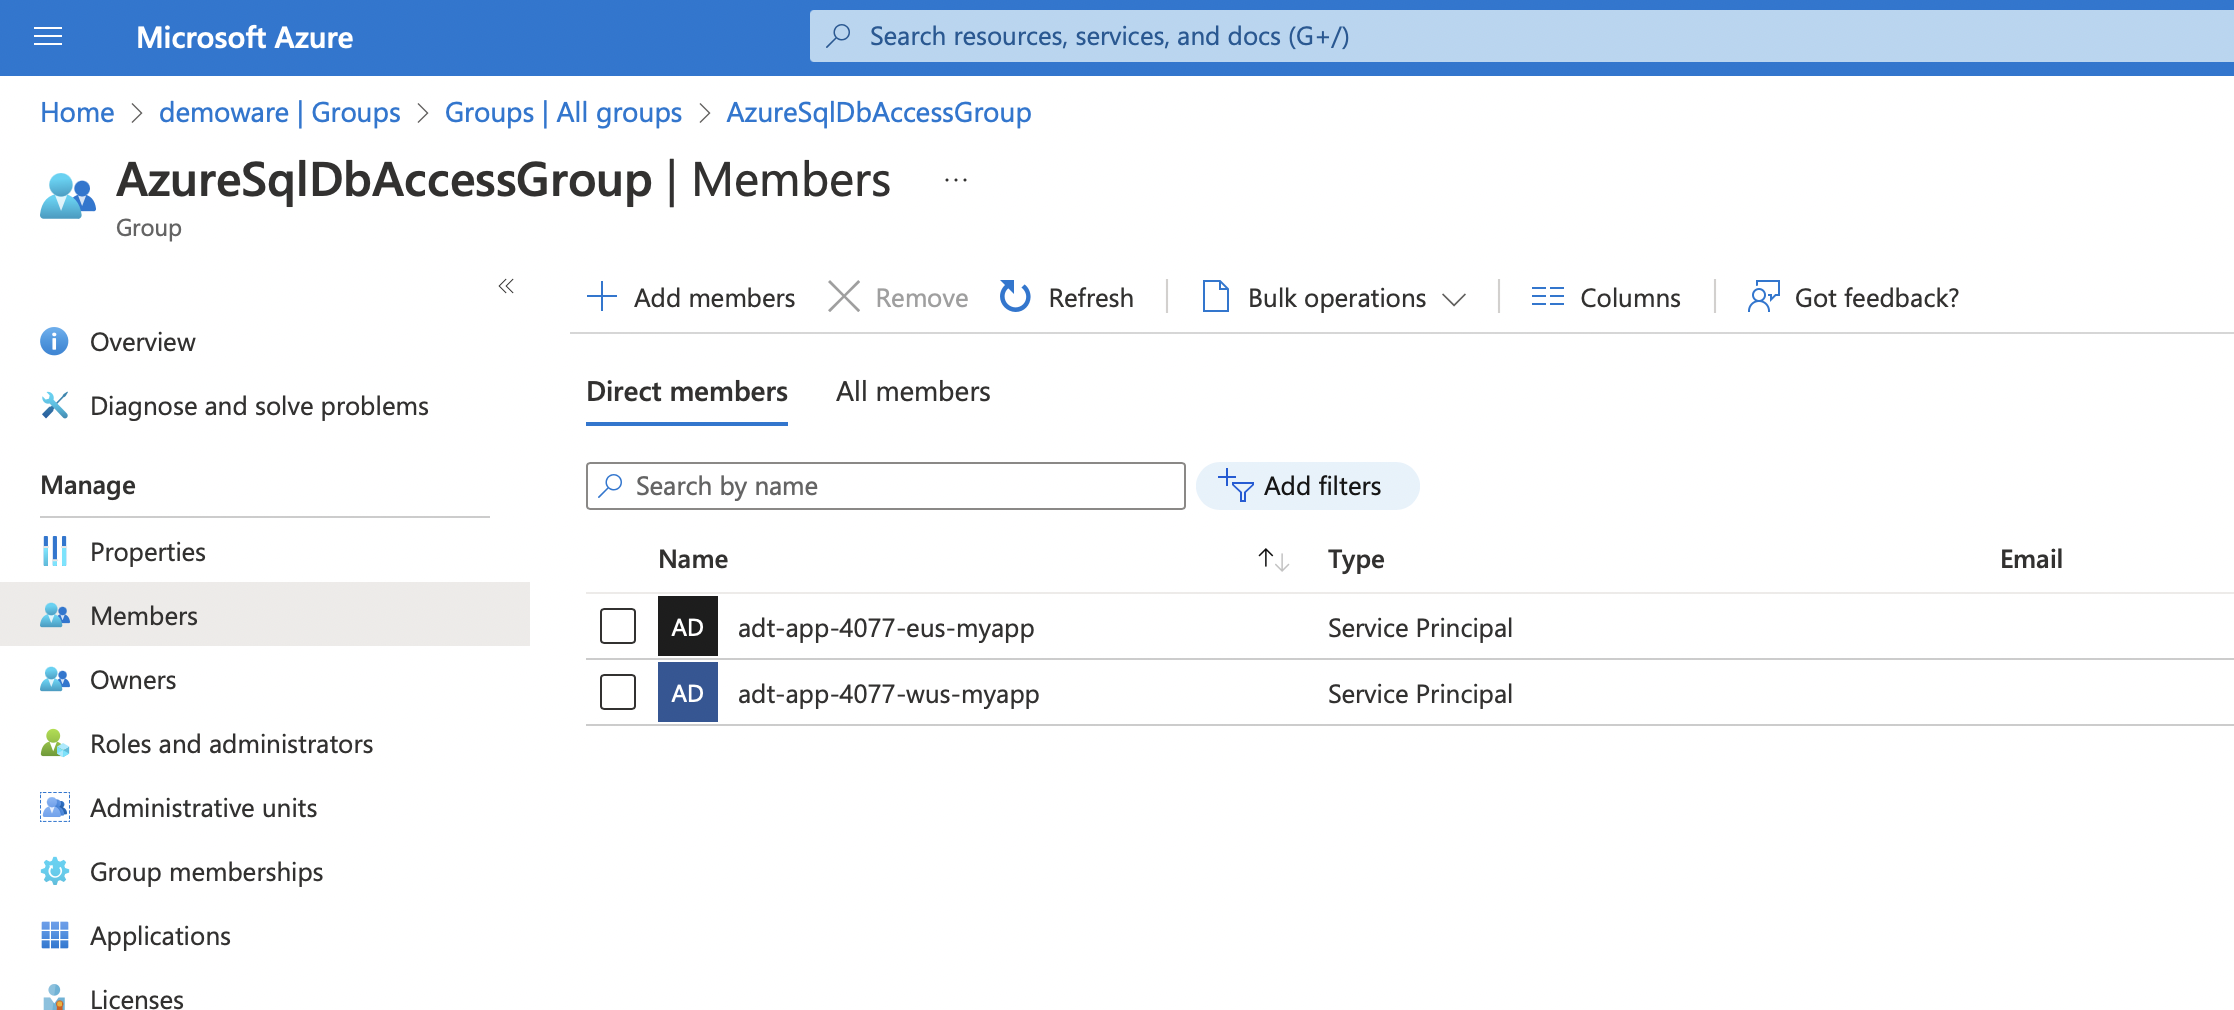 Microsoft Azure
Search resources, services, and docs (G+/)
Home > demoware | Groups > Groups | All groups > AzureSqlDbAccessGroup
AzureSqlDbAccessGroup | Members ...
Group
Add members Remove Refresh Bulk operations Columns Got feedback?
Overview
Diagnose and solve problems
Manage
Properties
Members
Owners
Roles and administrators
Administrative units
Group memberships
Applications
Licenses
Direct members All members
Search by name Add filters
Name Type Email
AD adt-app-4077-eus-myapp Service Principal
AD adt-app-4077-wus-myapp Service Principal